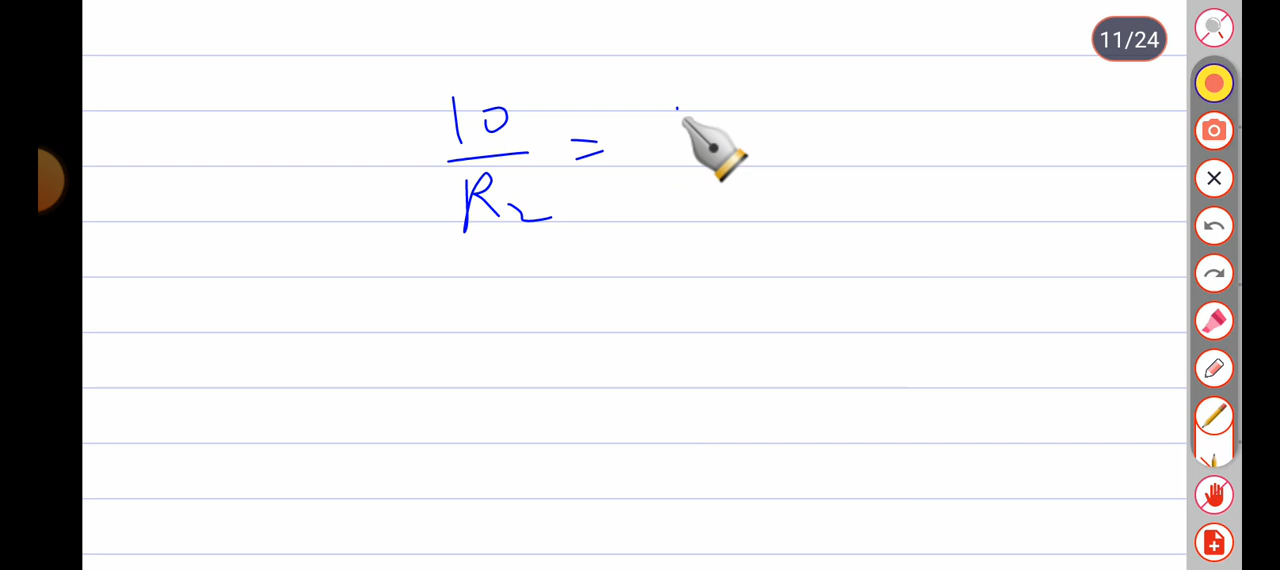 11/24
10
/
R₂ =